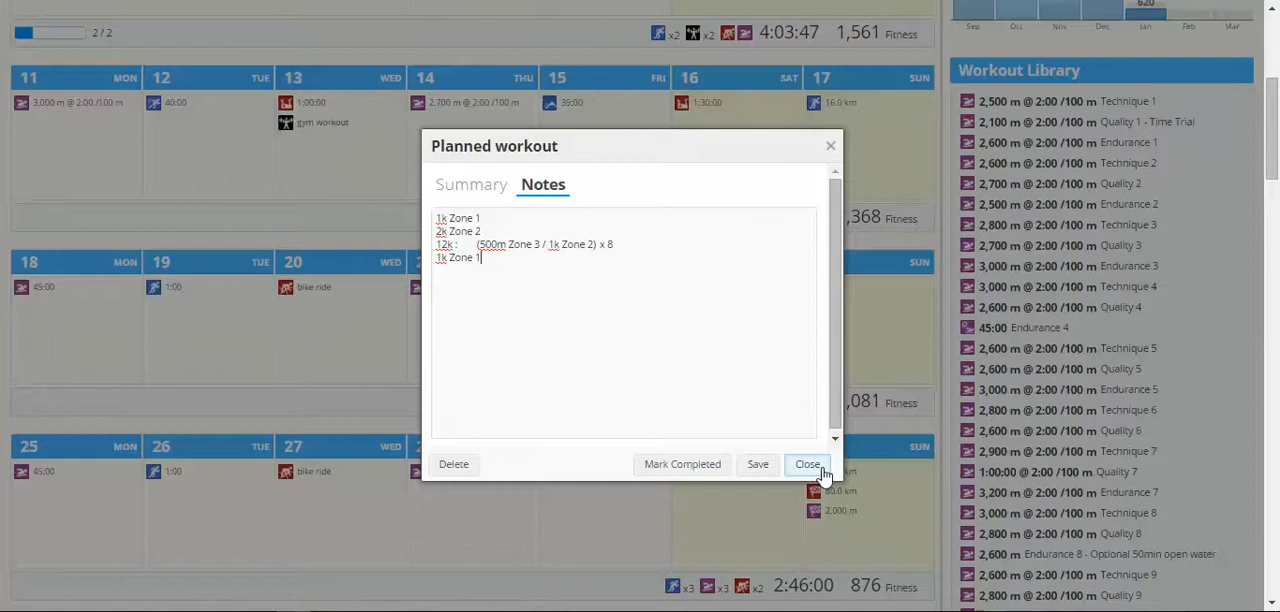 620
Sep Oct Nov Dec Jan Feb Mar
2 / 2
x2 x2 4:03:47 1,561 Fitness
11 MON 12 TUE 13 WED 14 THU 15 FRI 16 SAT 17 SUN
3,000 m @ 2:00 /100 m 40:00 1:00:00 2,700 m @ 2:00 /100 m 39:00 1:30:00 16.0 km
gym workout
,368 Fitness
18 MON 19 TUE 20 WED SUN
45:00 1:00 bike ride
,081 Fitness
25 MON 26 TUE 27 WED SUN
45:00 1:00 bike ride km
80.0 km
2,000 m
x3 x3 x2 2:46:00 876 Fitness
Planned workout ×
Summary Notes
1k Zone 1
2k Zone 2
12k : (500m Zone 3 / 1k Zone 2) x 8
1k Zone 1
Delete Mark Completed Save Close
Workout Library
2,500 m @ 2:00 /100 m Technique 1
2,100 m @ 2:00 /100 m Quality 1 - Time Trial
2,600 m @ 2:00 /100 m Endurance 1
2,600 m @ 2:00 /100 m Technique 2
2,700 m @ 2:00 /100 m Quality 2
2,500 m @ 2:00 /100 m Endurance 2
2,800 m @ 2:00 /100 m Technique 3
2,700 m @ 2:00 /100 m Quality 3
3,000 m @ 2:00 /100 m Endurance 3
3,000 m @ 2:00 /100 m Technique 4
2,600 m @ 2:00 /100 m Quality 4
45:00 Endurance 4
2,600 m @ 2:00 /100 m Technique 5
2,600 m @ 2:00 /100 m Quality 5
3,000 m @ 2:00 /100 m Endurance 5
2,800 m @ 2:00 /100 m Technique 6
2,600 m @ 2:00 /100 m Quality 6
2,900 m @ 2:00 /100 m Technique 7
1:00:00 @ 2:00 /100 m Quality 7
3,200 m @ 2:00 /100 m Endurance 7
3,000 m @ 2:00 /100 m Technique 8
2,800 m @ 2:00 /100 m Quality 8
2,600 m Endurance 8 - Optional 50min open water
2,600 m @ 2:00 /100 m Technique 9
2,800 m @ 2:00 /100 m Quality 9